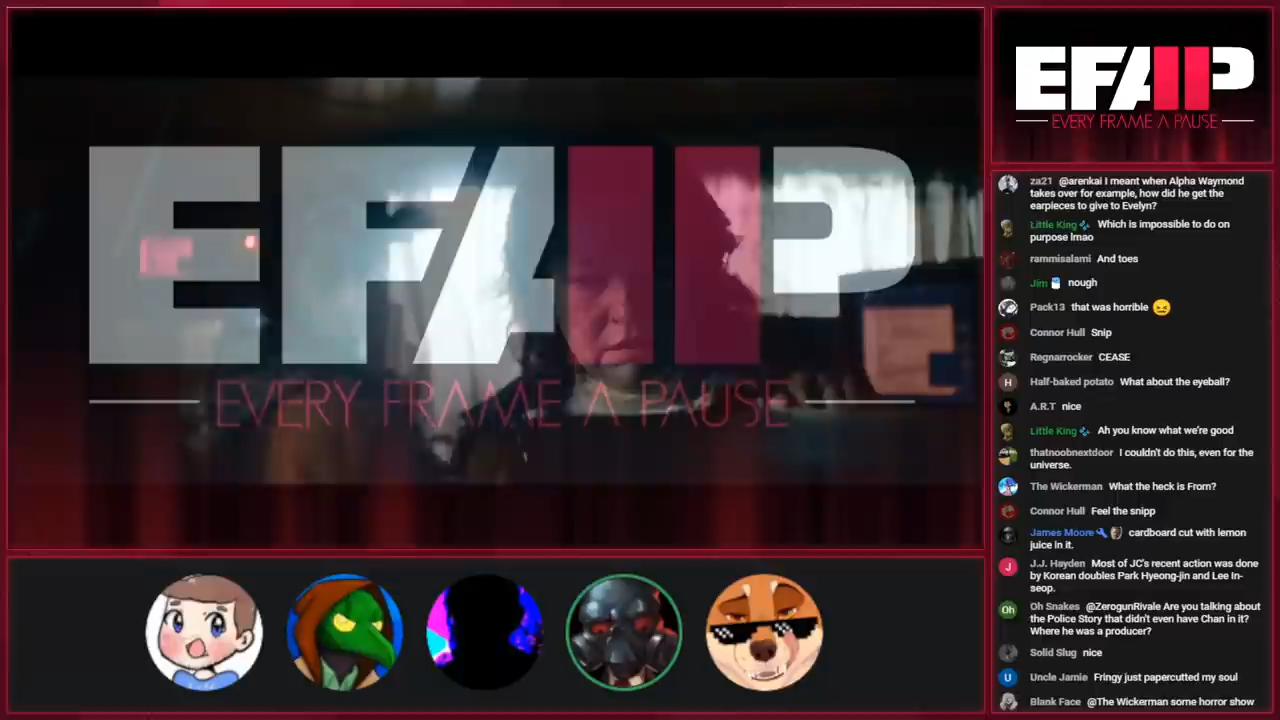 EFAP
EVERY FRAME A PAUSE
EFAP
EVERY FRAME A PAUSE
za21 @arenkai I meant when Alpha Waymond
takes over for example, how did he get the
earpieces to give to Evelyn?
Little King Which is impossible to do on
purpose lmao
rammisalami And toes
Jim nough
Pack13 that was horrible 😖
Connor Hull Snip
Regnarrocker CEASE
H Half-baked potato What about the eyeball?
A.R.T nice
Little King Ah you know what we're good
thatnoobnextdoor I couldn't do this, even for the
universe.
The Wickerman What the heck is From?
Connor Hull Feel the snipp
James Moore cardboard cut with lemon
juice in it.
J J.J. Hayden Most of JC's recent action was done
by Korean doubles Park Hyeong-jin and Lee In-
seop.
Oh Oh Snakes @ZerogunRivale Are you talking about
the Police Story that didn't even have Chan in it?
Where he was a producer?
Solid Slug nice
U Uncle Jamie Fringy just papercutted my soul
Blank Face @The Wickerman some horror show